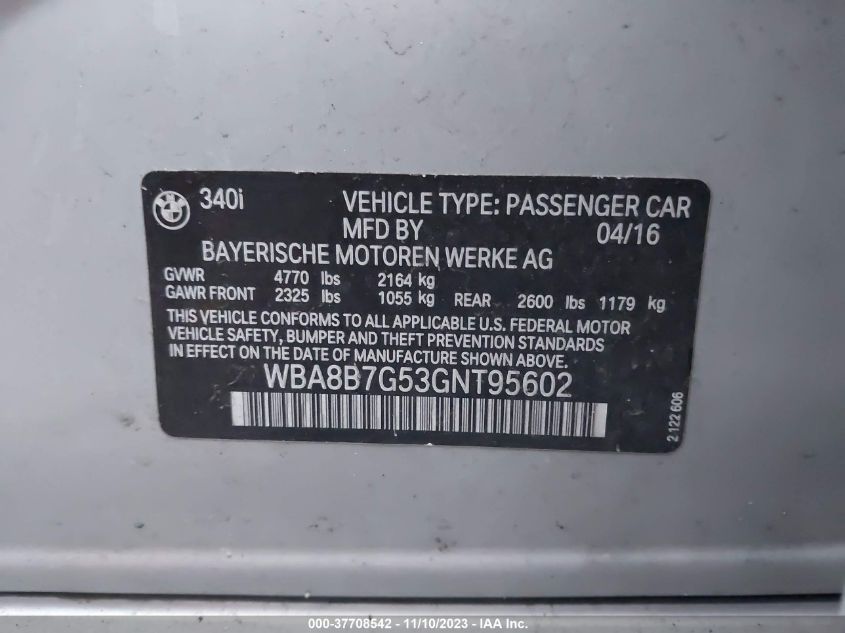 340i VEHICLE TYPE: PASSENGER CAR
MFD BY 04/16
BAYERISCHE MOTOREN WERKE AG
GVWR 4770 lbs 2164 kg
GAWR FRONT 2325 lbs 1055 kg REAR 2600 lbs 1179 kg
THIS VEHICLE CONFORMS TO ALL APPLICABLE U.S. FEDERAL MOTOR
VEHICLE SAFETY, BUMPER AND THEFT PREVENTION STANDARDS
IN EFFECT ON THE DATE OF MANUFACTURE SHOWN ABOVE.
WBA8B7G53GNT95602
2 122 606
000-37708542 - 11/10/2023 - IAA Inc.